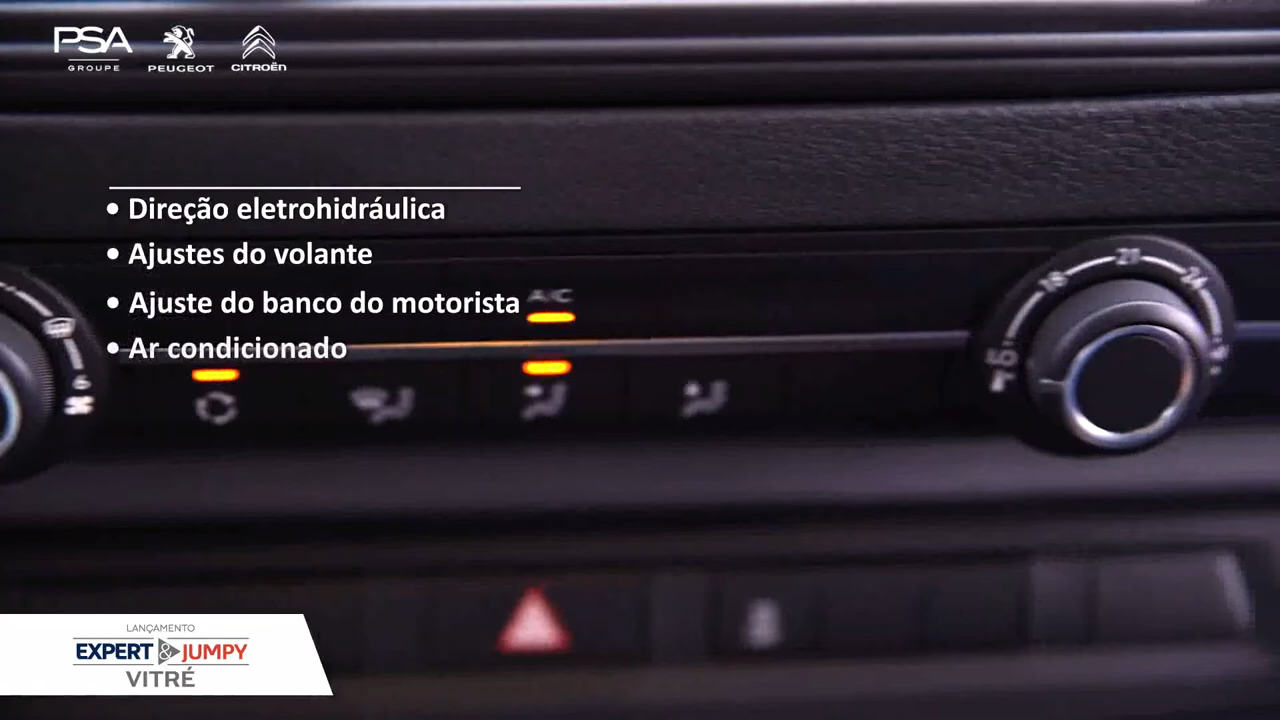 PSA
GROUPE
PEUGEOT
CITROËN
• Direção eletrohidráulica
• Ajustes do volante
• Ajuste do banco do motorista
• Ar condicionado
A/C
18
21
24
6
LANÇAMENTO
EXPERT & JUMPY
VITRÉ